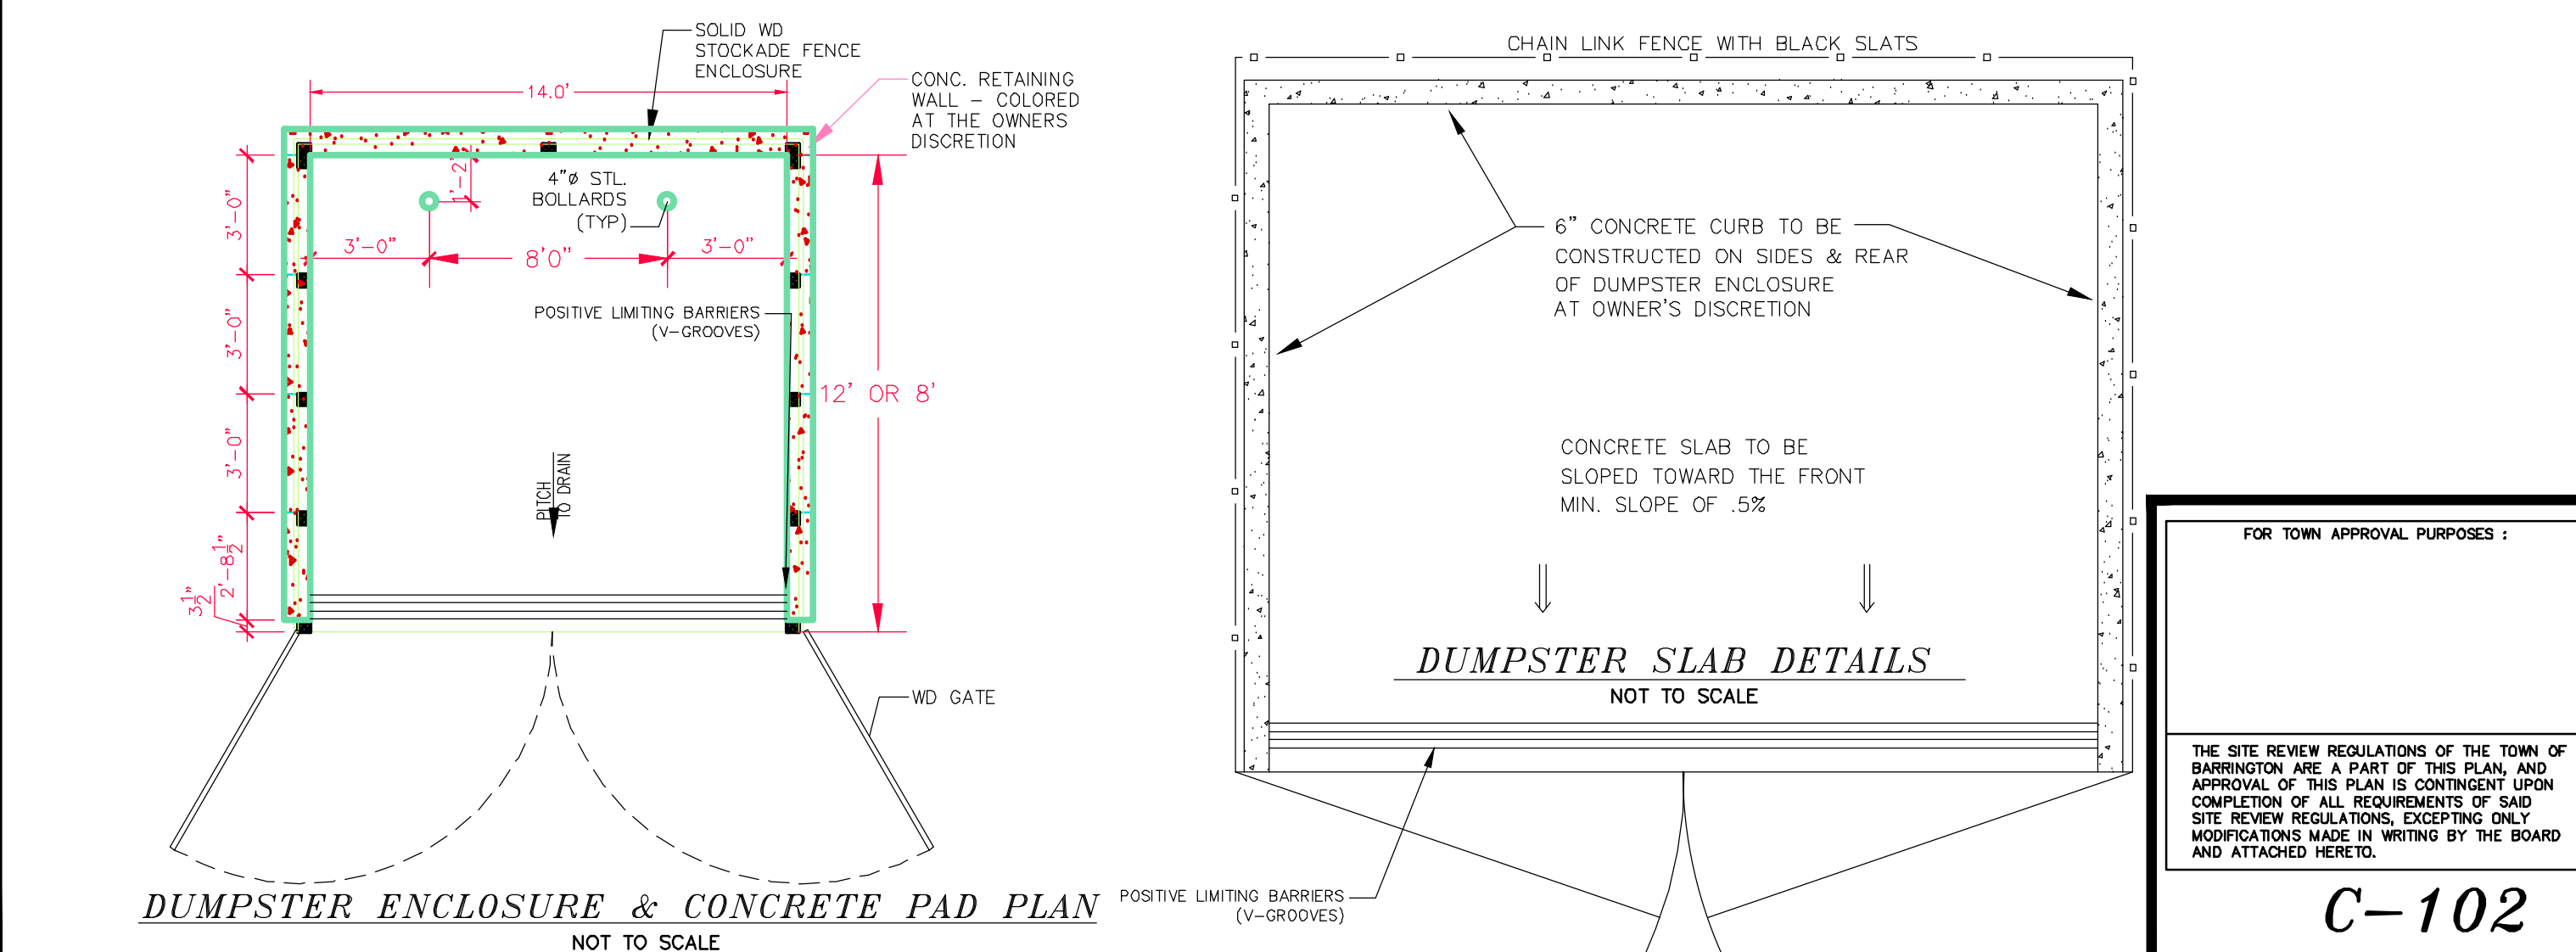 SOLID WD
STOCKADE FENCE
ENCLOSURE
CONC. RETAINING
WALL – COLORED
AT THE OWNERS
DISCRETION
14.0'
1'-2"
4"ø STL.
BOLLARDS
(TYP)
3'-0"
8'0"
3'-0"
POSITIVE LIMITING BARRIERS
(V-GROOVES)
3'-0"
3'-0"
3'-0"
2'-8 1/2"
3 1/2"
12' OR 8'
PITCH
TO DRAIN
WD GATE
DUMPSTER ENCLOSURE & CONCRETE PAD PLAN
NOT TO SCALE
CHAIN LINK FENCE WITH BLACK SLATS
6" CONCRETE CURB TO BE
CONSTRUCTED ON SIDES & REAR
OF DUMPSTER ENCLOSURE
AT OWNER'S DISCRETION
CONCRETE SLAB TO BE
SLOPED TOWARD THE FRONT
MIN. SLOPE OF .5%
DUMPSTER SLAB DETAILS
NOT TO SCALE
POSITIVE LIMITING BARRIERS
(V-GROOVES)
FOR TOWN APPROVAL PURPOSES :
THE SITE REVIEW REGULATIONS OF THE TOWN OF
BARRINGTON ARE A PART OF THIS PLAN, AND
APPROVAL OF THIS PLAN IS CONTINGENT UPON
COMPLETION OF ALL REQUIREMENTS OF SAID
SITE REVIEW REGULATIONS, EXCEPTING ONLY
MODIFICATIONS MADE IN WRITING BY THE BOARD
AND ATTACHED HERETO.
C-102